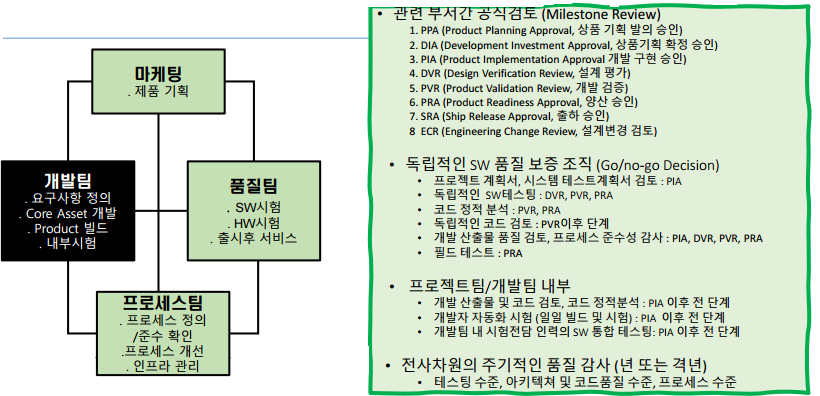 마케팅
. 제품 기획
개발팀
. 요구사항 정의
. Core Asset 개발
. Product 빌드
. 내부시험
품질팀
. SW시험
. HW시험
. 출시후 서비스
프로세스팀
. 프로세스 정의
/준수 확인
.프로세스 개선
. 인프라 관리
• 관련 부서간 공식검토 (Milestone Review)
1. PPA (Product Planning Approval, 상품 기획 발의 승인)
2. DIA (Development Investment Approval, 상품기획 확정 승인)
3. PIA (Product Implementation Approval 개발 구현 승인)
4. DVR (Design Verification Review, 설계 평가)
5. PVR (Product Validation Review, 개발 검증)
6. PRA (Product Readiness Approval, 양산 승인)
7. SRA (Ship Release Approval, 출하 승인)
8 ECR (Engineering Change Review, 설계변경 검토)
• 독립적인 SW 품질 보증 조직 (Go/no-go Decision)
• 프로젝트 계획서, 시스템 테스트계획서 검토 : PIA
• 독립적인 SW테스팅 : DVR, PVR, PRA
• 코드 정적 분석 : PVR, PRA
• 독립적인 코드 검토 : PVR이후 단계
• 개발 산출물 품질 검토, 프로세스 준수성 감사 : PIA, DVR, PVR, PRA
• 필드 테스트 : PRA
• 프로젝트팀/개발팀 내부
• 개발 산출물 및 코드 검토, 코드 정적분석 : PIA 이후 전 단계
• 개발자 자동화 시험 (일일 빌드 및 시험) : PIA 이후 전 단계
• 개발팀 내 시험전담 인력의 SW 통합 테스팅: PIA 이후 전 단계
• 전사차원의 주기적인 품질 감사 (년 또는 격년)
• 테스팅 수준, 아키텍쳐 및 코드품질 수준, 프로세스 수준